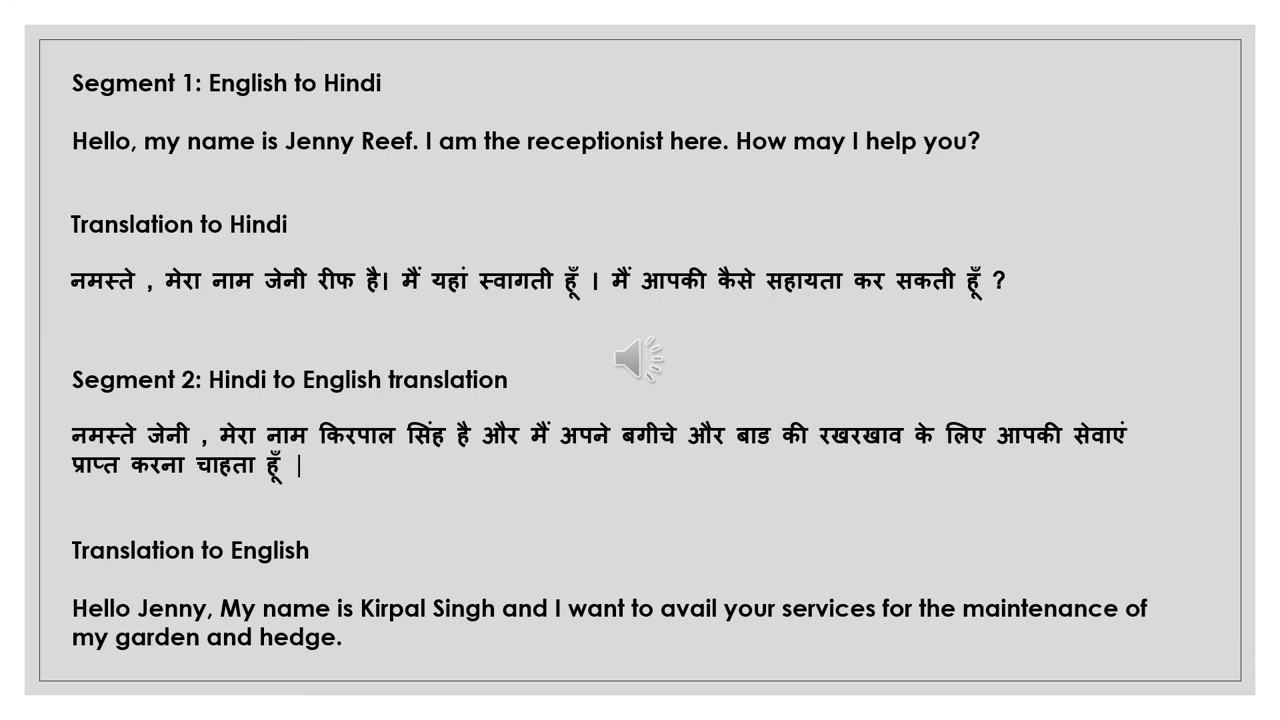 Segment 1: English to Hindi
Hello, my name is Jenny Reef. I am the receptionist here. How may I help you?
Translation to Hindi
नमस्ते , मेरा नाम जेनी रीफ है। मैं यहां स्वागती हूँ । मैं आपकी कैसे सहायता कर सकती हूँ ?
Segment 2: Hindi to English translation
नमस्ते जेनी , मेरा नाम किरपाल सिंह है और मैं अपने बगीचे और बाड की रखरखाव के लिए आपकी सेवाएं
प्राप्त करना चाहता हूँ |
Translation to English
Hello Jenny, My name is Kirpal Singh and I want to avail your services for the maintenance of
my garden and hedge.